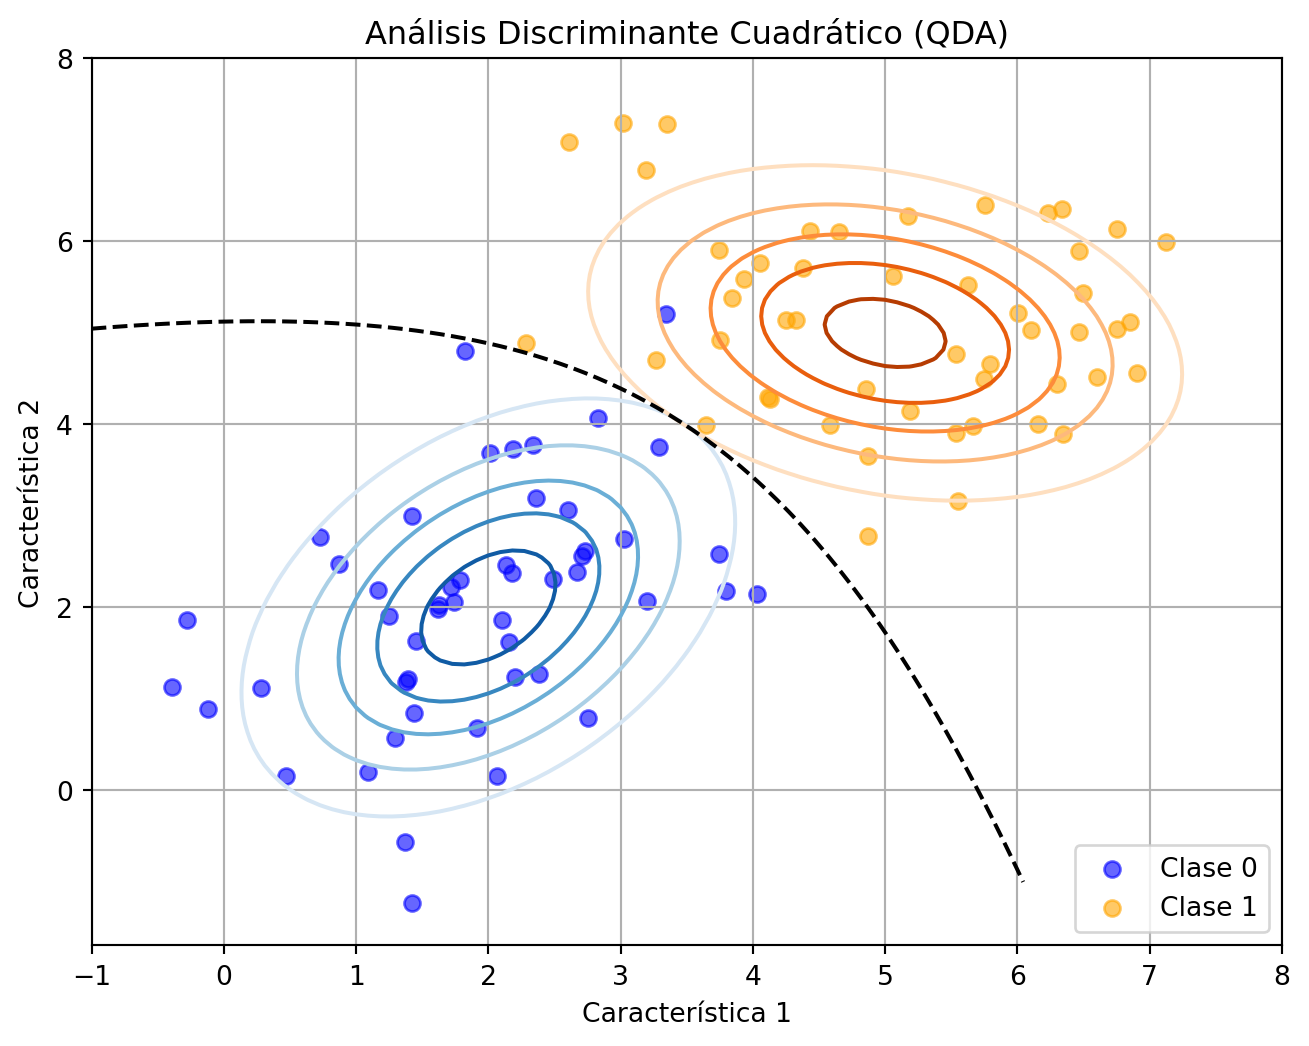 Análisis Discriminante Cuadrático (QDA)
8
6
4
2
0
Característica 2
−1 0 1 2 3 4 5 6 7 8
Característica 1
Clase 0
Clase 1